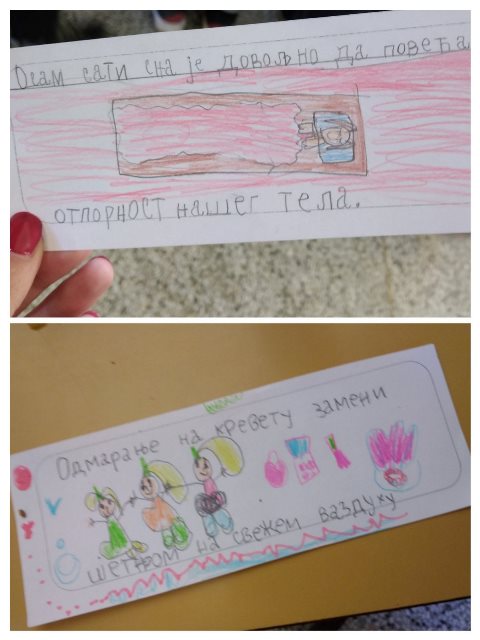 Осам сати сна је довољно да повећа
отпорност нашег тела.
Одмарање на кревету замени
шетњом на свежем ваздуху